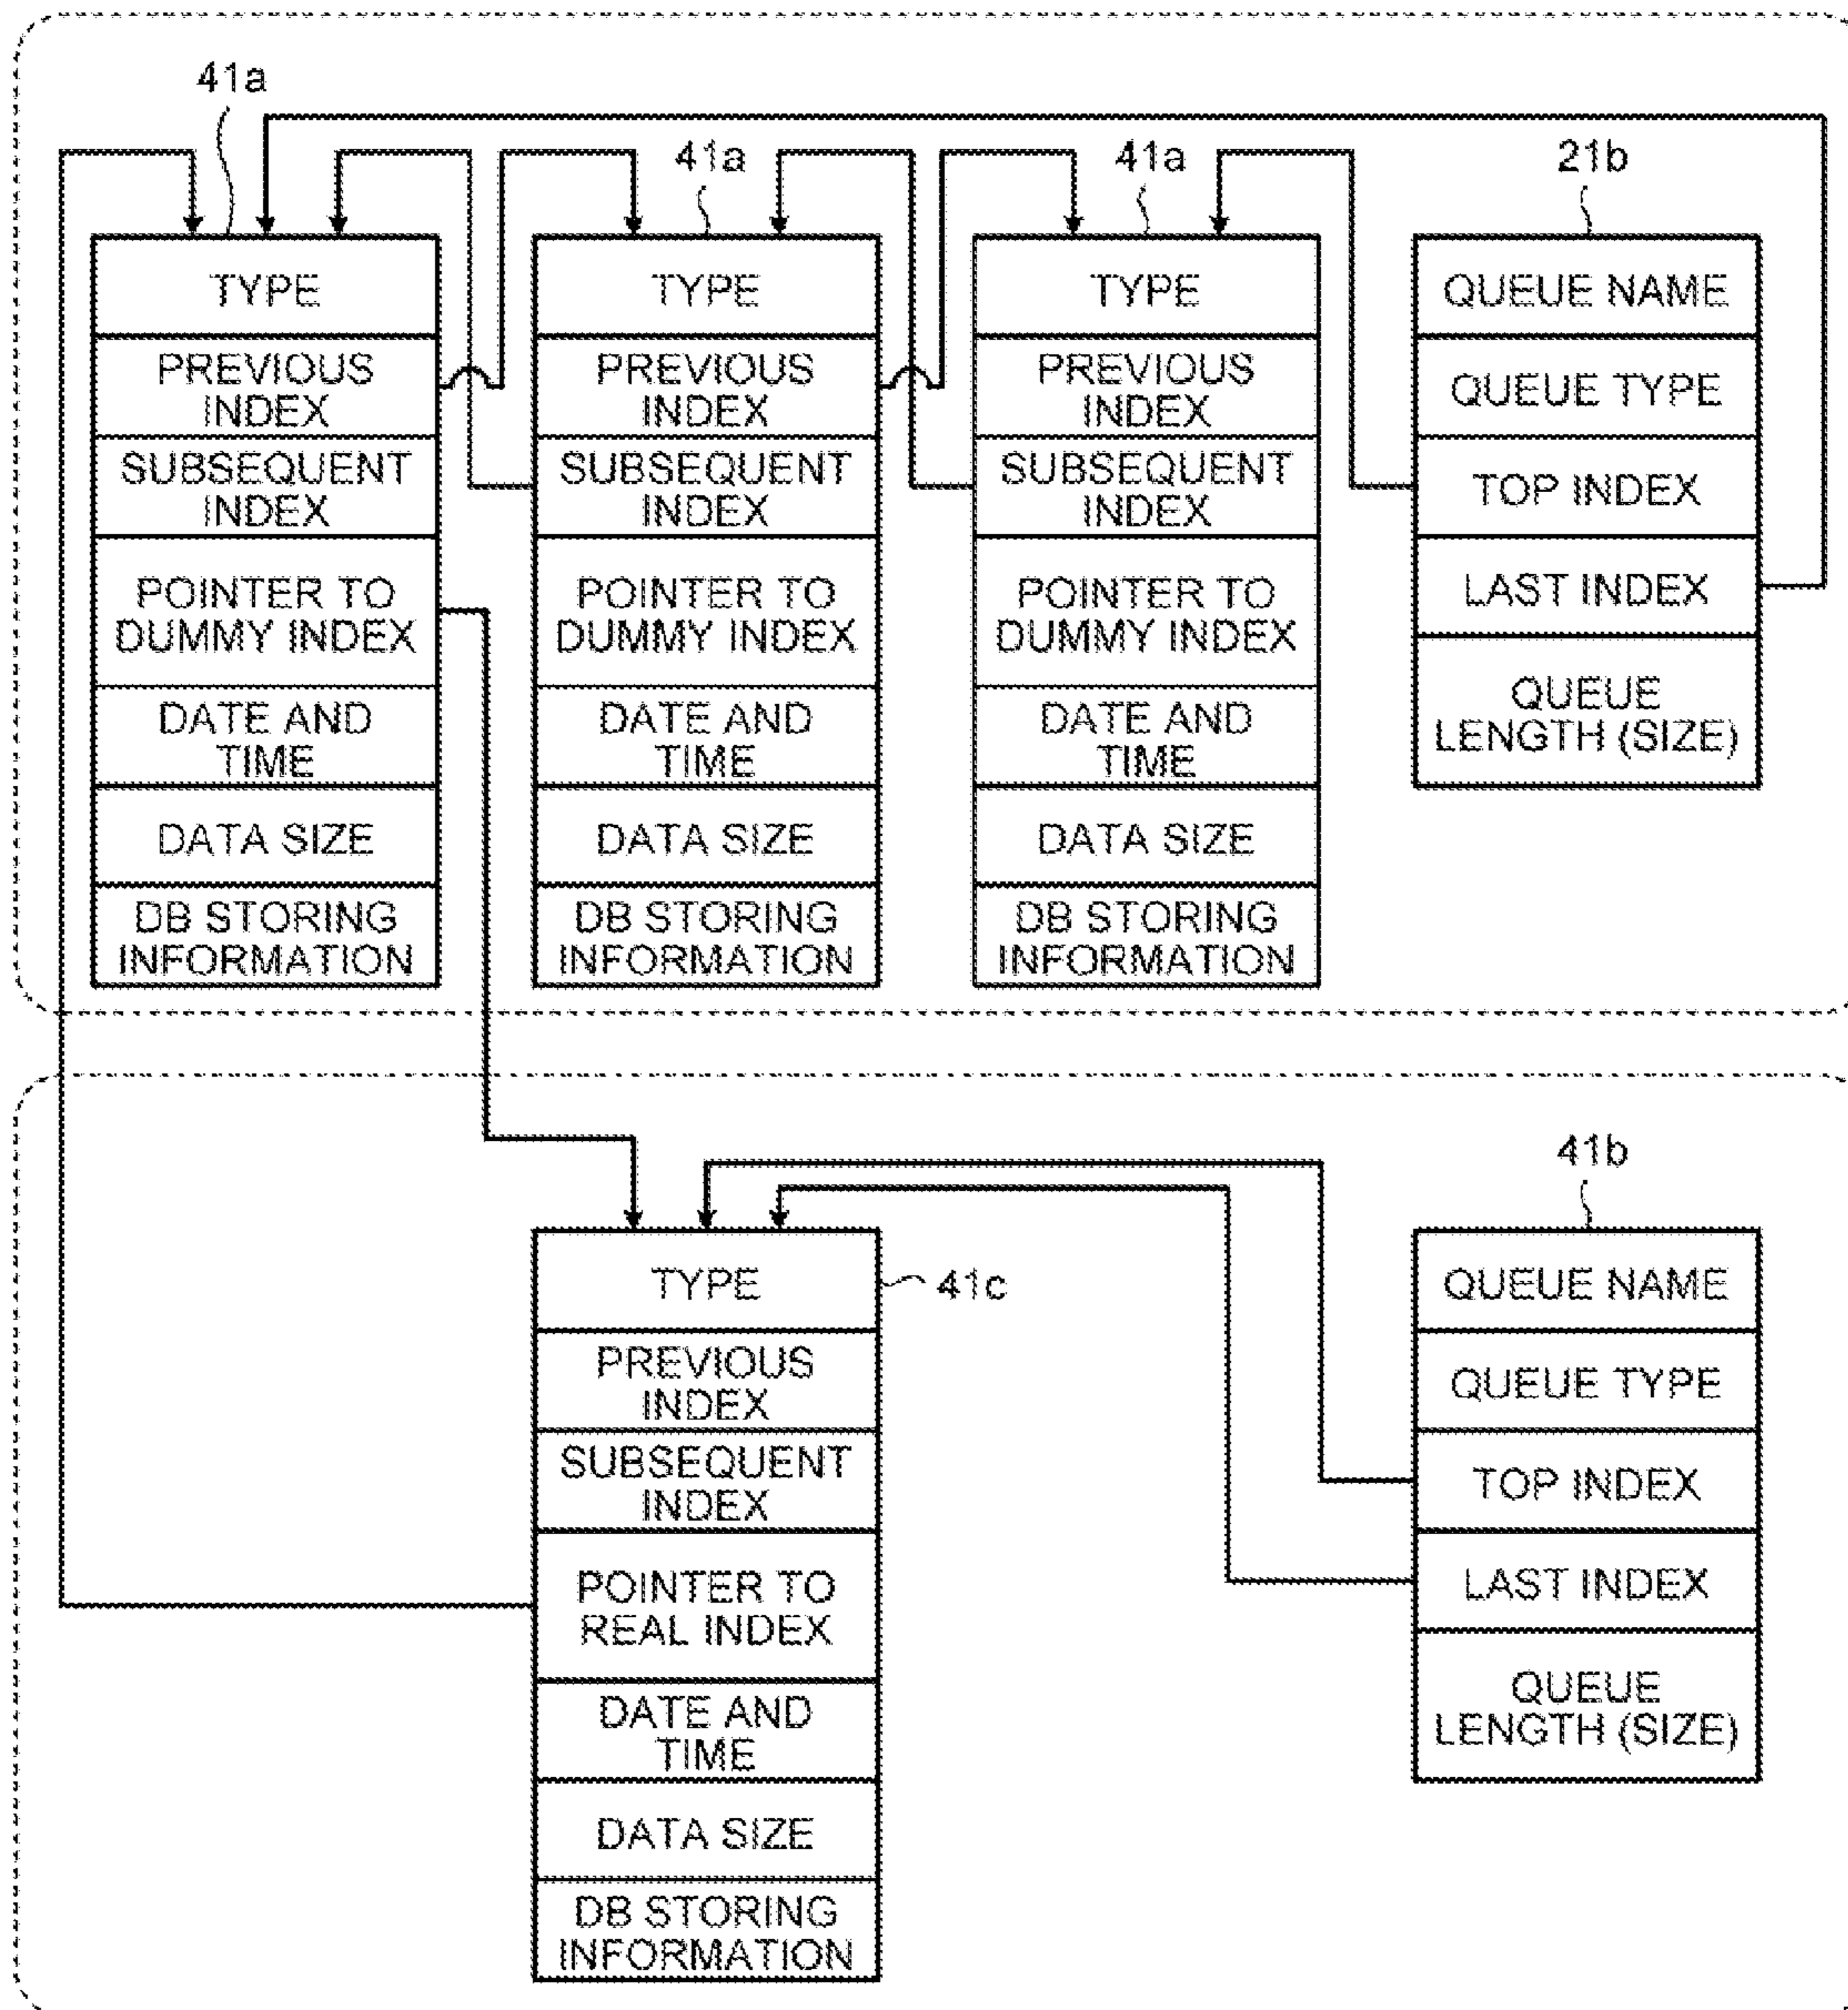 41a
41a
41a
21b
TYPE
PREVIOUS
INDEX
SUBSEQUENT
INDEX
POINTER TO
DUMMY INDEX
DATE AND
TIME
DATA SIZE
DB STORING
INFORMATION
TYPE
PREVIOUS
INDEX
SUBSEQUENT
INDEX
POINTER TO
DUMMY INDEX
DATE AND
TIME
DATA SIZE
DB STORING
INFORMATION
TYPE
PREVIOUS
INDEX
SUBSEQUENT
INDEX
POINTER TO
DUMMY INDEX
DATE AND
TIME
DATA SIZE
DB STORING
INFORMATION
QUEUE NAME
QUEUE TYPE
TOP INDEX
LAST INDEX
QUEUE
LENGTH (SIZE)
41c
TYPE
PREVIOUS
INDEX
SUBSEQUENT
INDEX
POINTER TO
REAL INDEX
DATE AND
TIME
DATA SIZE
DB STORING
INFORMATION
41b
QUEUE NAME
QUEUE TYPE
TOP INDEX
LAST INDEX
QUEUE
LENGTH (SIZE)